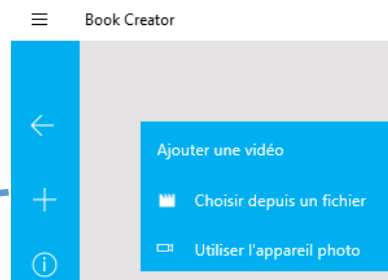 Book Creator
Ajouter une vidéo
Choisir depuis un fichier
Utiliser l'appareil photo